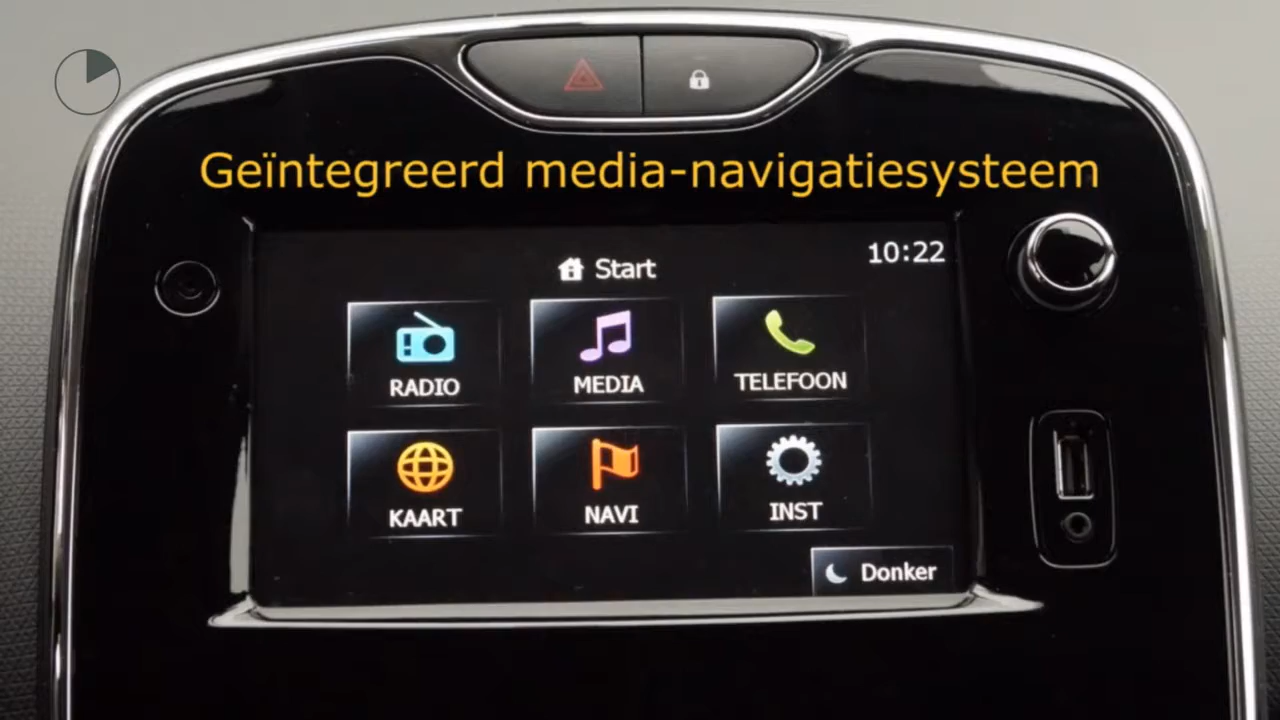 Geïntegreerd media-navigatiesysteem
10:22
Start
RADIO
MEDIA
TELEFOON
KAART
NAVI
INST
Donker